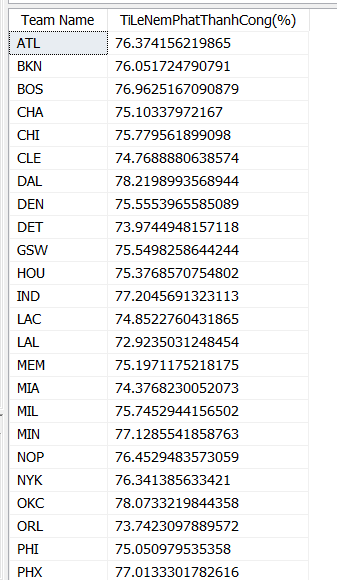 Team Name TiLeNemPhatThanhCong(%)
ATL 76.374156219865
BKN 76.051724790791
BOS 76.9625167090879
CHA 75.10337972167
CHI 75.779561899098
CLE 74.7688880638574
DAL 78.2198993568944
DEN 75.5553965585089
DET 73.9744948157118
GSW 75.5498258644244
HOU 75.3768570754802
IND 77.2045691323113
LAC 74.8522760431865
LAL 72.9235031248454
MEM 75.1971175218175
MIA 74.3768230052073
MIL 75.7452944156502
MIN 77.1285541858763
NOP 76.4529483573059
NYK 76.341385633421
OKC 78.0733219844358
ORL 73.7423097889572
PHI 75.050979535358
PHX 77.0133301782616